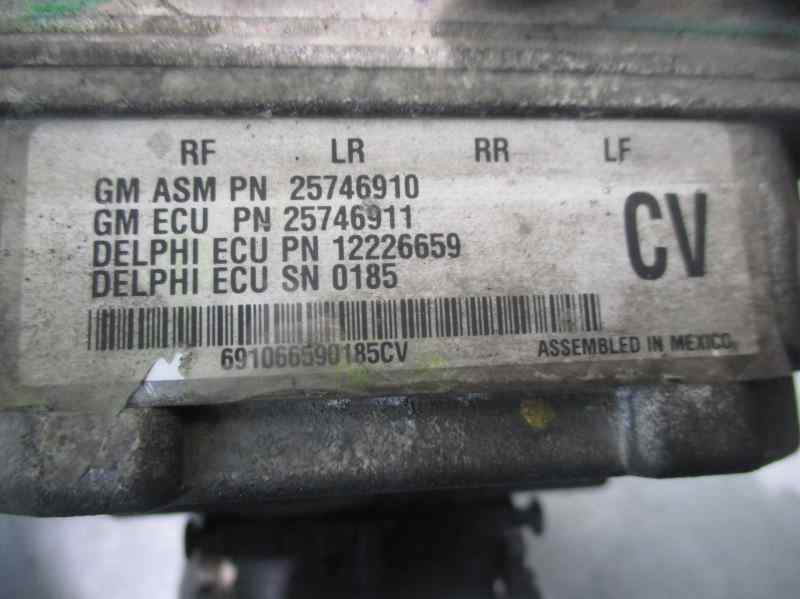 RF LR RR LF
GM ASM PN 25746910
GM ECU PN 25746911
DELPHI ECU PN 12226659
DELPHI ECU SN 0185
CV
691066590185CV
ASSEMBLED IN MEXICO